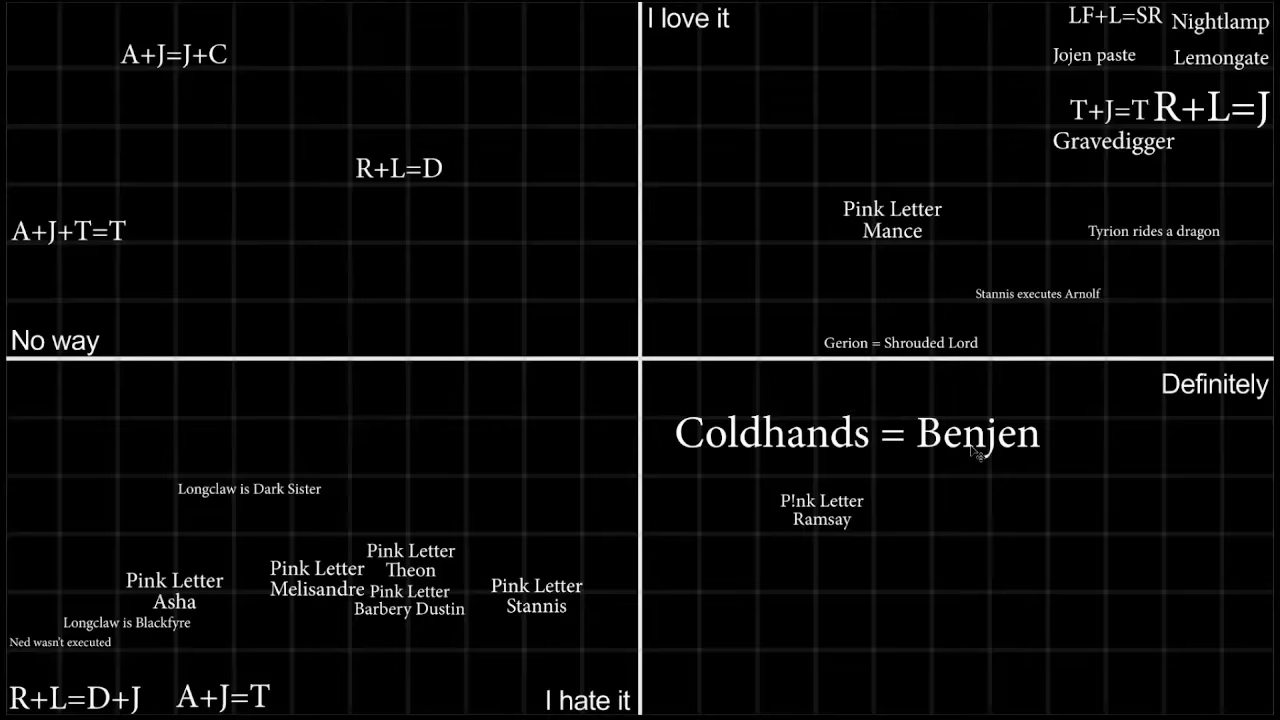 A+J=J+C
R+L=D
A+J+T=T
No way
I love it
LF+L=SR
Nightlamp
Jojen paste
Lemongate
T+J=T
R+L=J
Gravedigger
Pink Letter
Mance
Tyrion rides a dragon
Stannis executes Arnolf
Gerion = Shrouded Lord
Longclaw is Dark Sister
Pink Letter
Theon
Pink Letter
Melisandre
Pink Letter
Barbery Dustin
Pink Letter
Asha
Pink Letter
Stannis
Longclaw is Blackfyre
Ned wasn't executed
R+L=D+J
A+J=T
I hate it
Definitely
Coldhands = Benjen
P!nk Letter
Ramsay